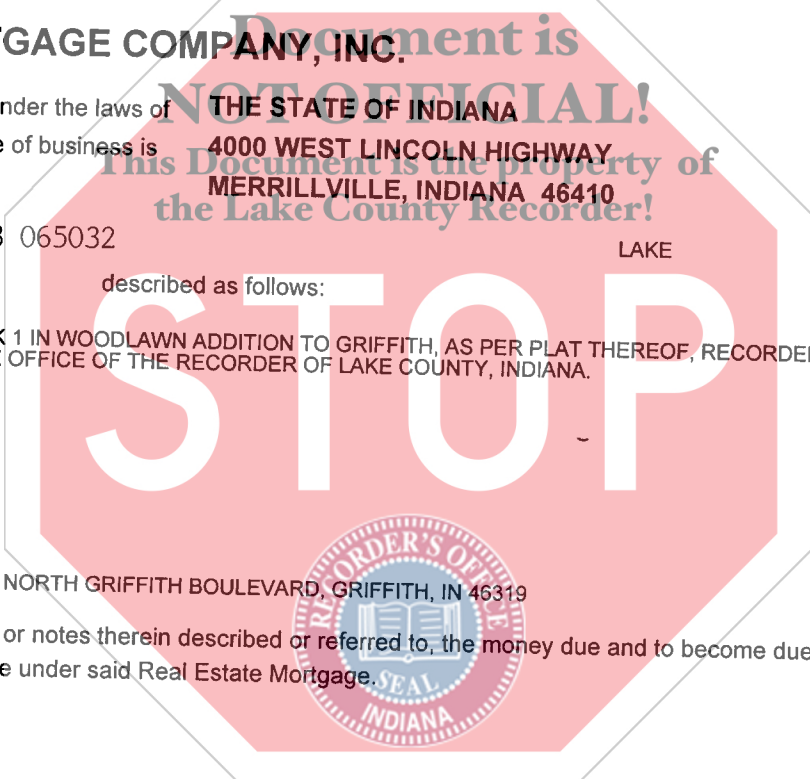 GAGE COMPANY, INC.
Document is
NOT OFFICIAL!
nder the laws of THE STATE OF INDIANA
of business is 4000 WEST LINCOLN HIGHWAY
This Document is the property of
MERRILLVILLE, INDIANA 46410
the Lake County Recorder!
065032
LAKE
described as follows:
1 IN WOODLAWN ADDITION TO GRIFFITH, AS PER PLAT THEREOF, RECORDE
OFFICE OF THE RECORDER OF LAKE COUNTY, INDIANA.
STOP
NORTH GRIFFITH BOULEVARD, GRIFFITH, IN 46319
or notes therein described or referred to, the money due and to become due
e under said Real Estate Mortgage.
RECORDER'S OFFICE
SEAL
INDIANA